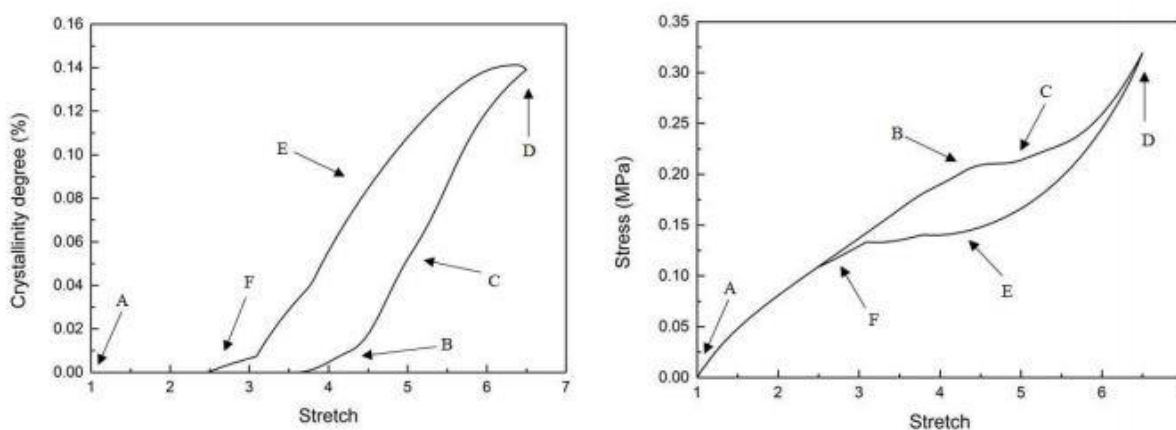 0.16
0.14
0.12
0.10
0.08
0.06
0.04
0.02
0.00
Crystallinity degree (%)
A
B
C
D
E
F
1 2 3 4 5 6 7
Stretch
0.35
0.30
0.25
0.20
0.15
0.10
0.05
0.00
Stress (MPa)
A
B
C
D
E
F
1 2 3 4 5 6
Stretch